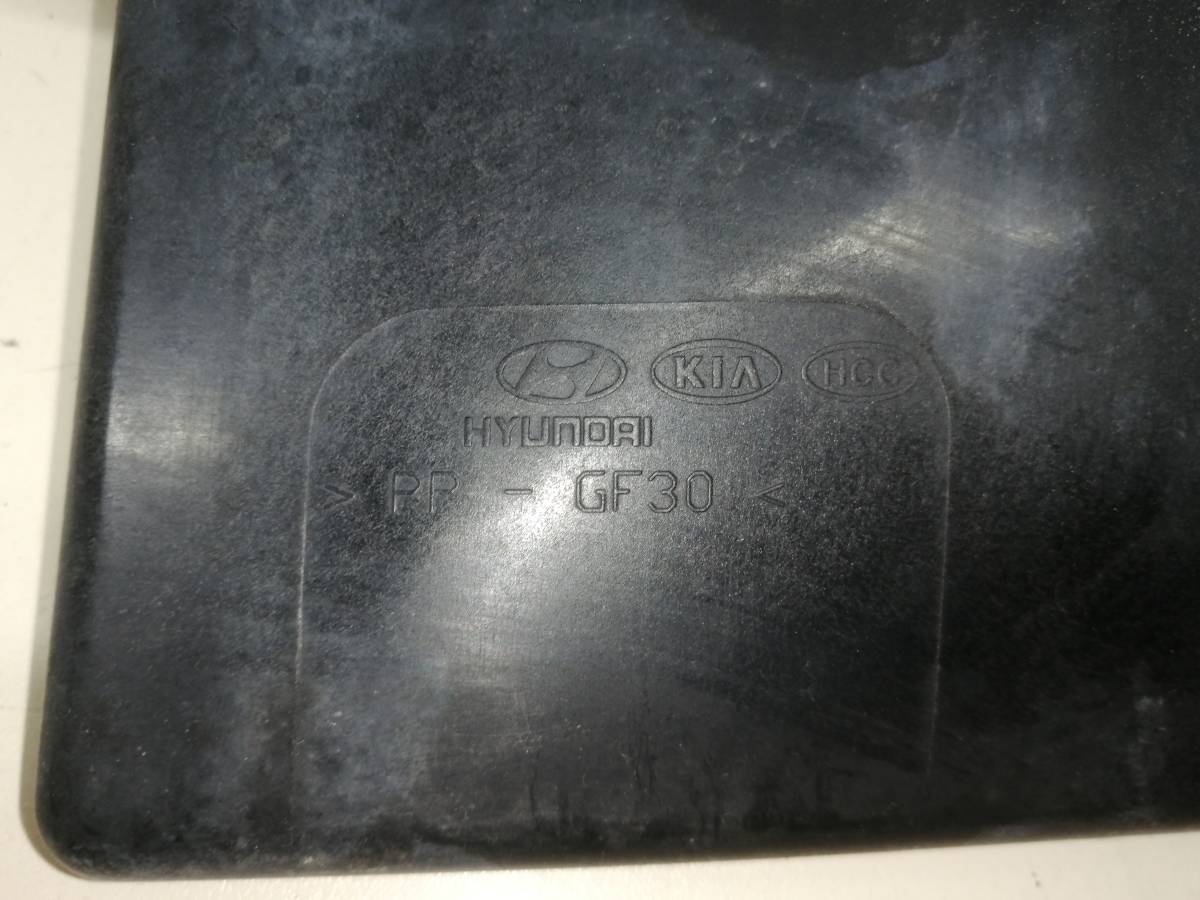 KIA HCC
HYUNDAI
> PP - GF30 <